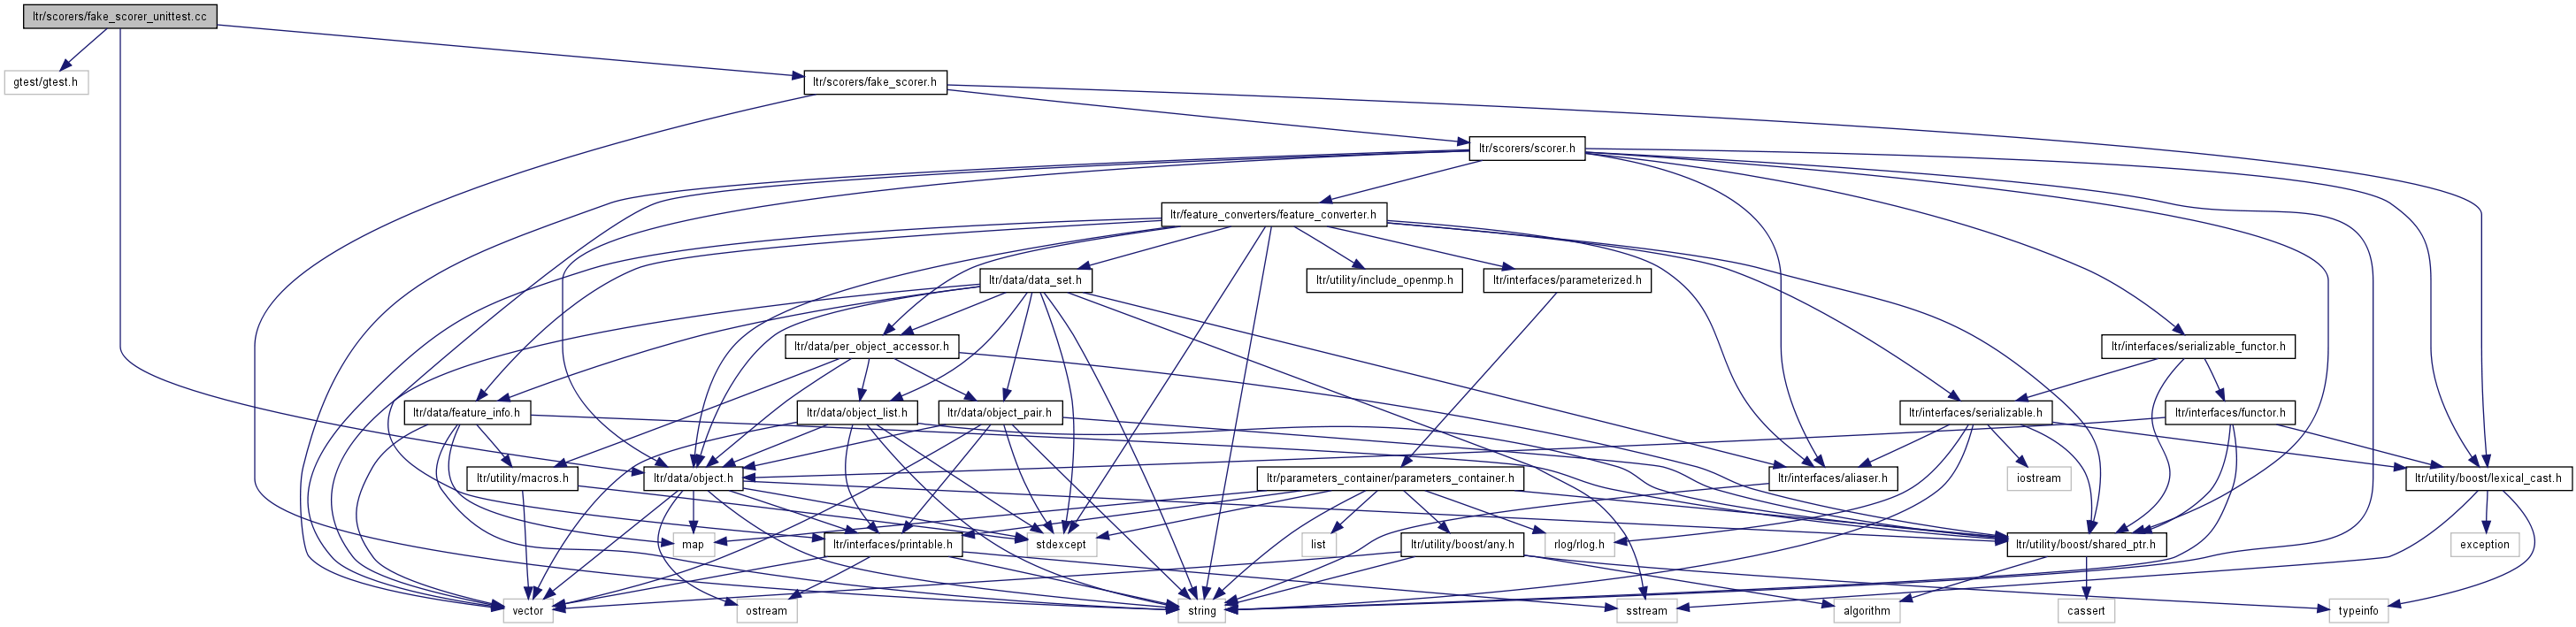 ltr/scorers/fake_scorer_unittest.cc
gtest/gtest.h
ltr/scorers/fake_scorer.h
ltr/scorers/scorer.h
ltr/feature_converters/feature_converter.h
ltr/data/data_set.h
ltr/utility/include_openmp.h
ltr/interfaces/parameterized.h
ltr/data/per_object_accessor.h
ltr/interfaces/serializable_functor.h
ltr/data/feature_info.h
ltr/data/object_list.h
ltr/data/object_pair.h
ltr/interfaces/serializable.h
ltr/interfaces/functor.h
ltr/utility/macros.h
ltr/data/object.h
ltr/parameters_container/parameters_container.h
ltr/interfaces/aliaser.h
iostream
ltr/utility/boost/lexical_cast.h
map
ltr/interfaces/printable.h
stdexcept
list
ltr/utility/boost/any.h
rlog/rlog.h
ltr/utility/boost/shared_ptr.h
exception
vector
ostream
string
sstream
algorithm
cassert
typeinfo